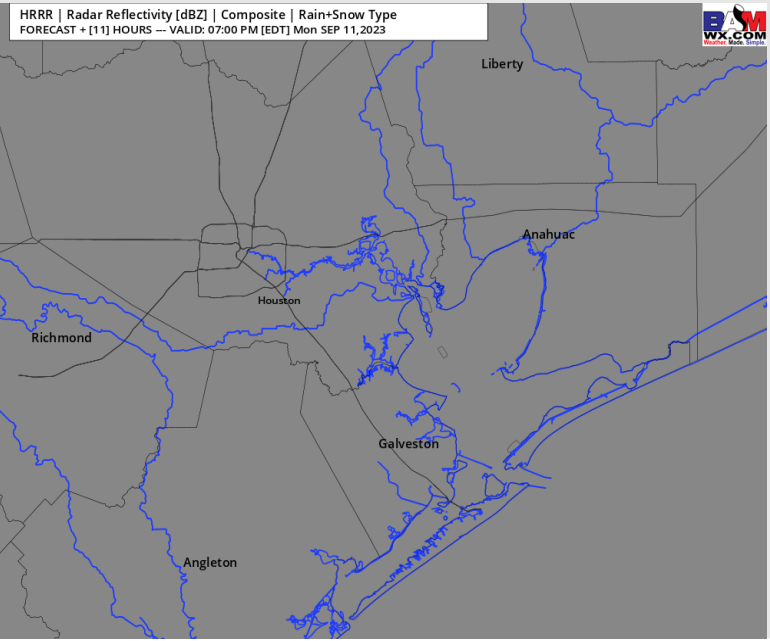 HRRR | Radar Reflectivity [dBZ] | Composite | Rain+Snow Type
FORECAST + [11] HOURS --- VALID: 07:00 PM [EDT] Mon SEP 11,2023
BAM
WX.COM
Weather. Made. Simple.
Liberty
Anahuac
Houston
Richmond
Galveston
Angleton